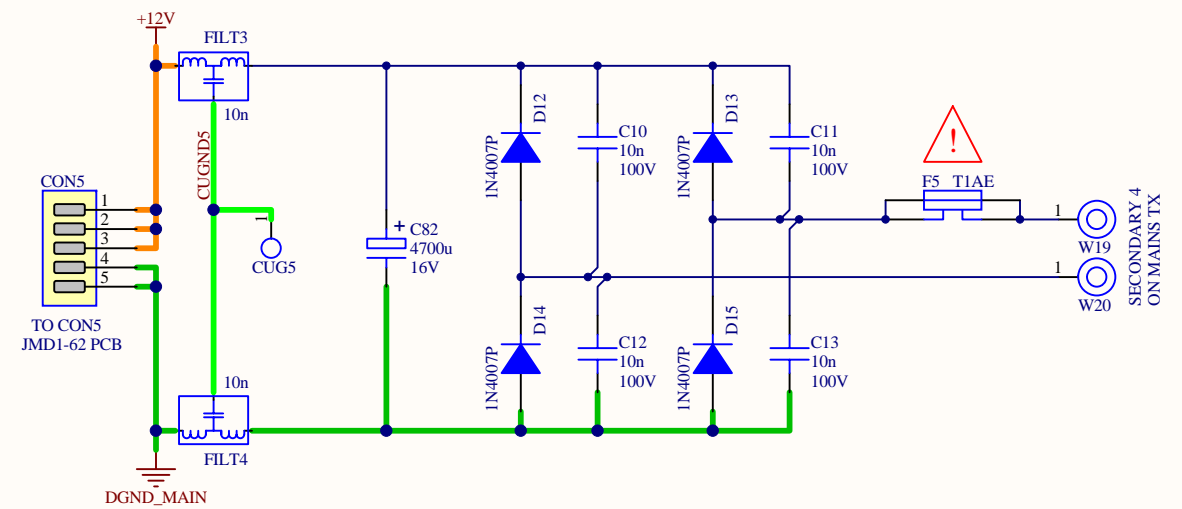 +12V
FILT3
10n
CUGND5
CON5
1
2
3
4
5
TO CON5
JMD1-62 PCB
1
CUG5
10n
FILT4
DGND_MAIN
+
C82
4700u
16V
D12
1N4007P
C10
10n
100V
D13
1N4007P
C11
10n
100V
!
F5 T1AE
1
W19
1
W20
SECONDARY 4
ON MAINS TX
D14
1N4007P
C12
10n
100V
D15
1N4007P
C13
10n
100V